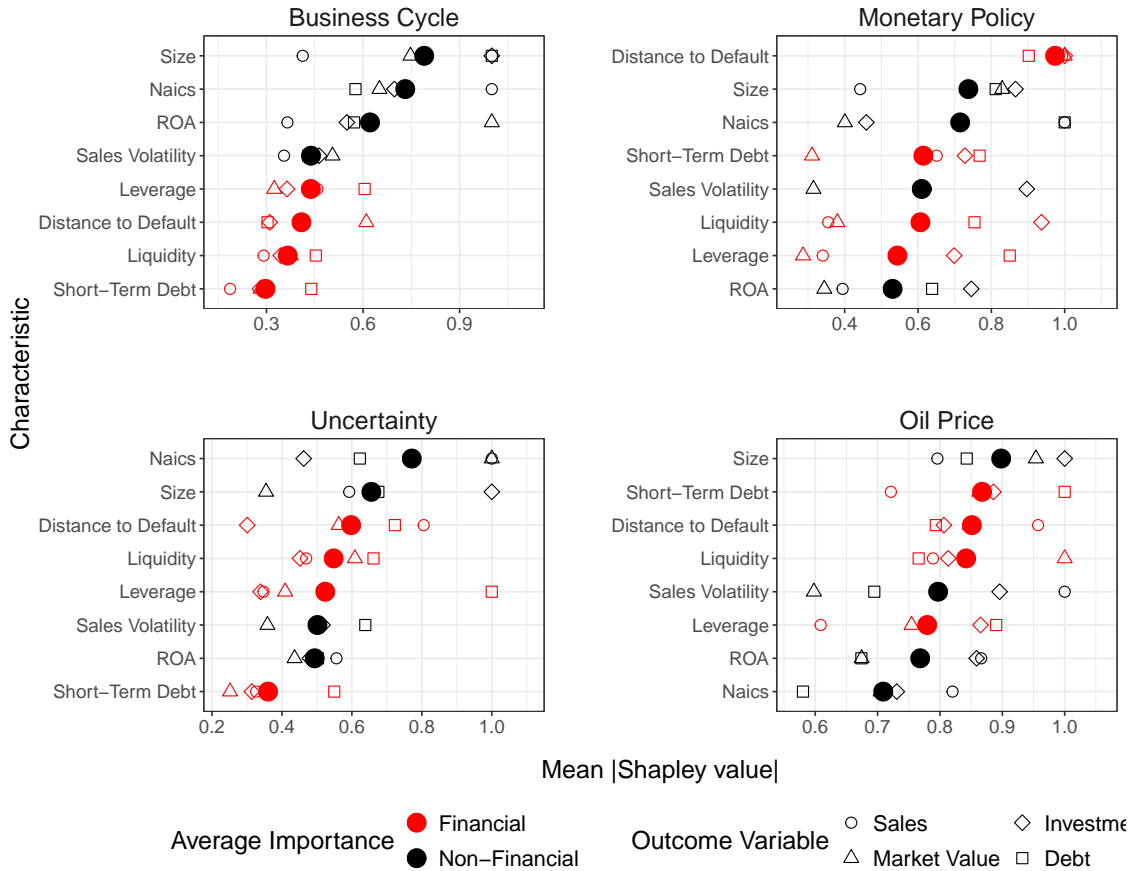 Business Cycle
Size
Naics
ROA
Sales Volatility
Leverage
Distance to Default
Liquidity
Short−Term Debt
0.3 0.6 0.9
Monetary Policy
Distance to Default
Size
Naics
Short−Term Debt
Sales Volatility
Liquidity
Leverage
ROA
0.4 0.6 0.8 1.0
Characteristic
Uncertainty
Naics
Size
Distance to Default
Liquidity
Leverage
Sales Volatility
ROA
Short−Term Debt
0.2 0.4 0.6 0.8 1.0
Oil Price
Size
Short−Term Debt
Distance to Default
Liquidity
Sales Volatility
Leverage
ROA
Naics
0.6 0.7 0.8 0.9 1.0
Mean |Shapley value|
Average Importance
Financial
Non−Financial
Outcome Variable
Sales
Market Value
Investme
Debt